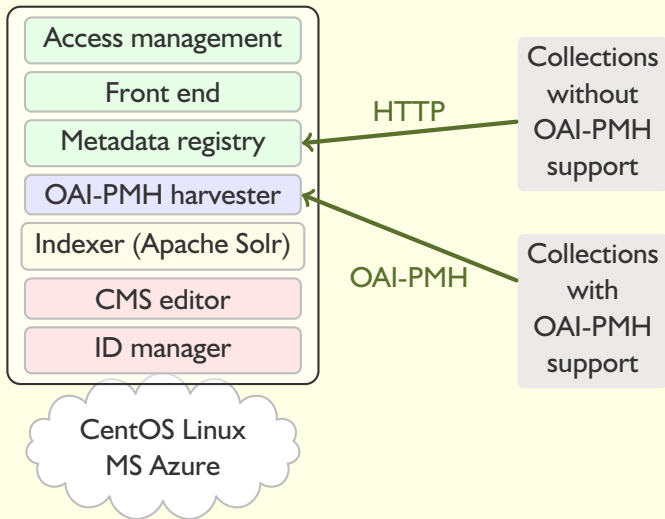 Access management
Front end
Metadata registry
OAI-PMH harvester
Indexer (Apache Solr)
CMS editor
ID manager
CentOS Linux
MS Azure
HTTP
OAI-PMH
Collections
without
OAI-PMH
support
Collections
with
OAI-PMH
support